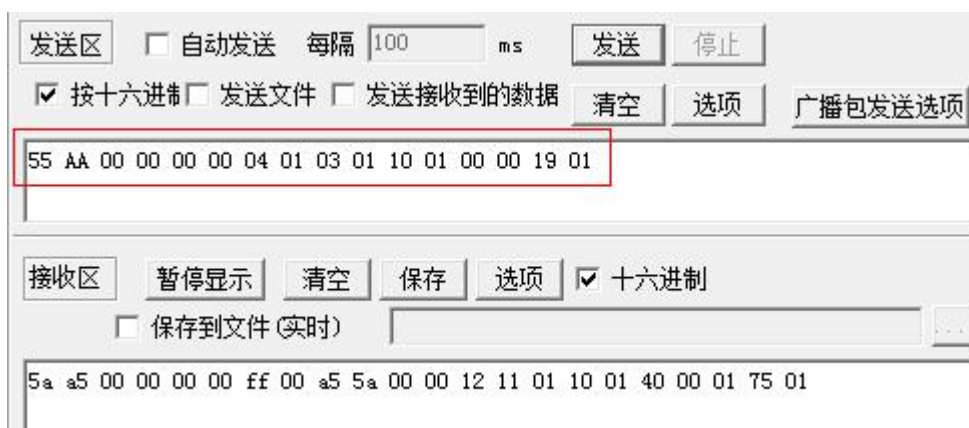 发送区 自动发送 每隔 100 ms 发送 停止
按十六进制 发送文件 发送接收到的数据 清空 选项 广播包发送选项
55 AA 00 00 00 00 04 01 03 01 10 01 00 00 19 01
接收区 暂停显示 清空 保存 选项 十六进制
保存到文件(实时) ...
5a a5 00 00 00 00 ff 00 a5 5a 00 00 12 11 01 10 01 40 00 01 75 01